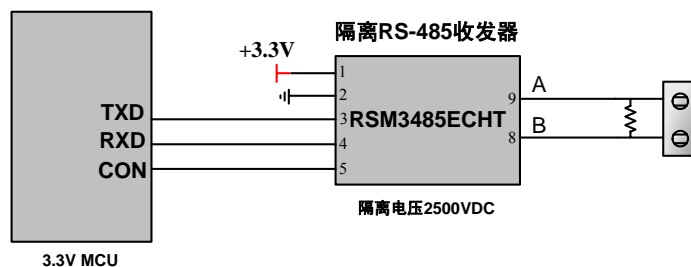 隔离RS-485收发器
+3.3V
1
2
TXD
3
RSM3485ECHT
9
A
RXD
4
8
B
CON
5
隔离电压2500VDC
3.3V MCU